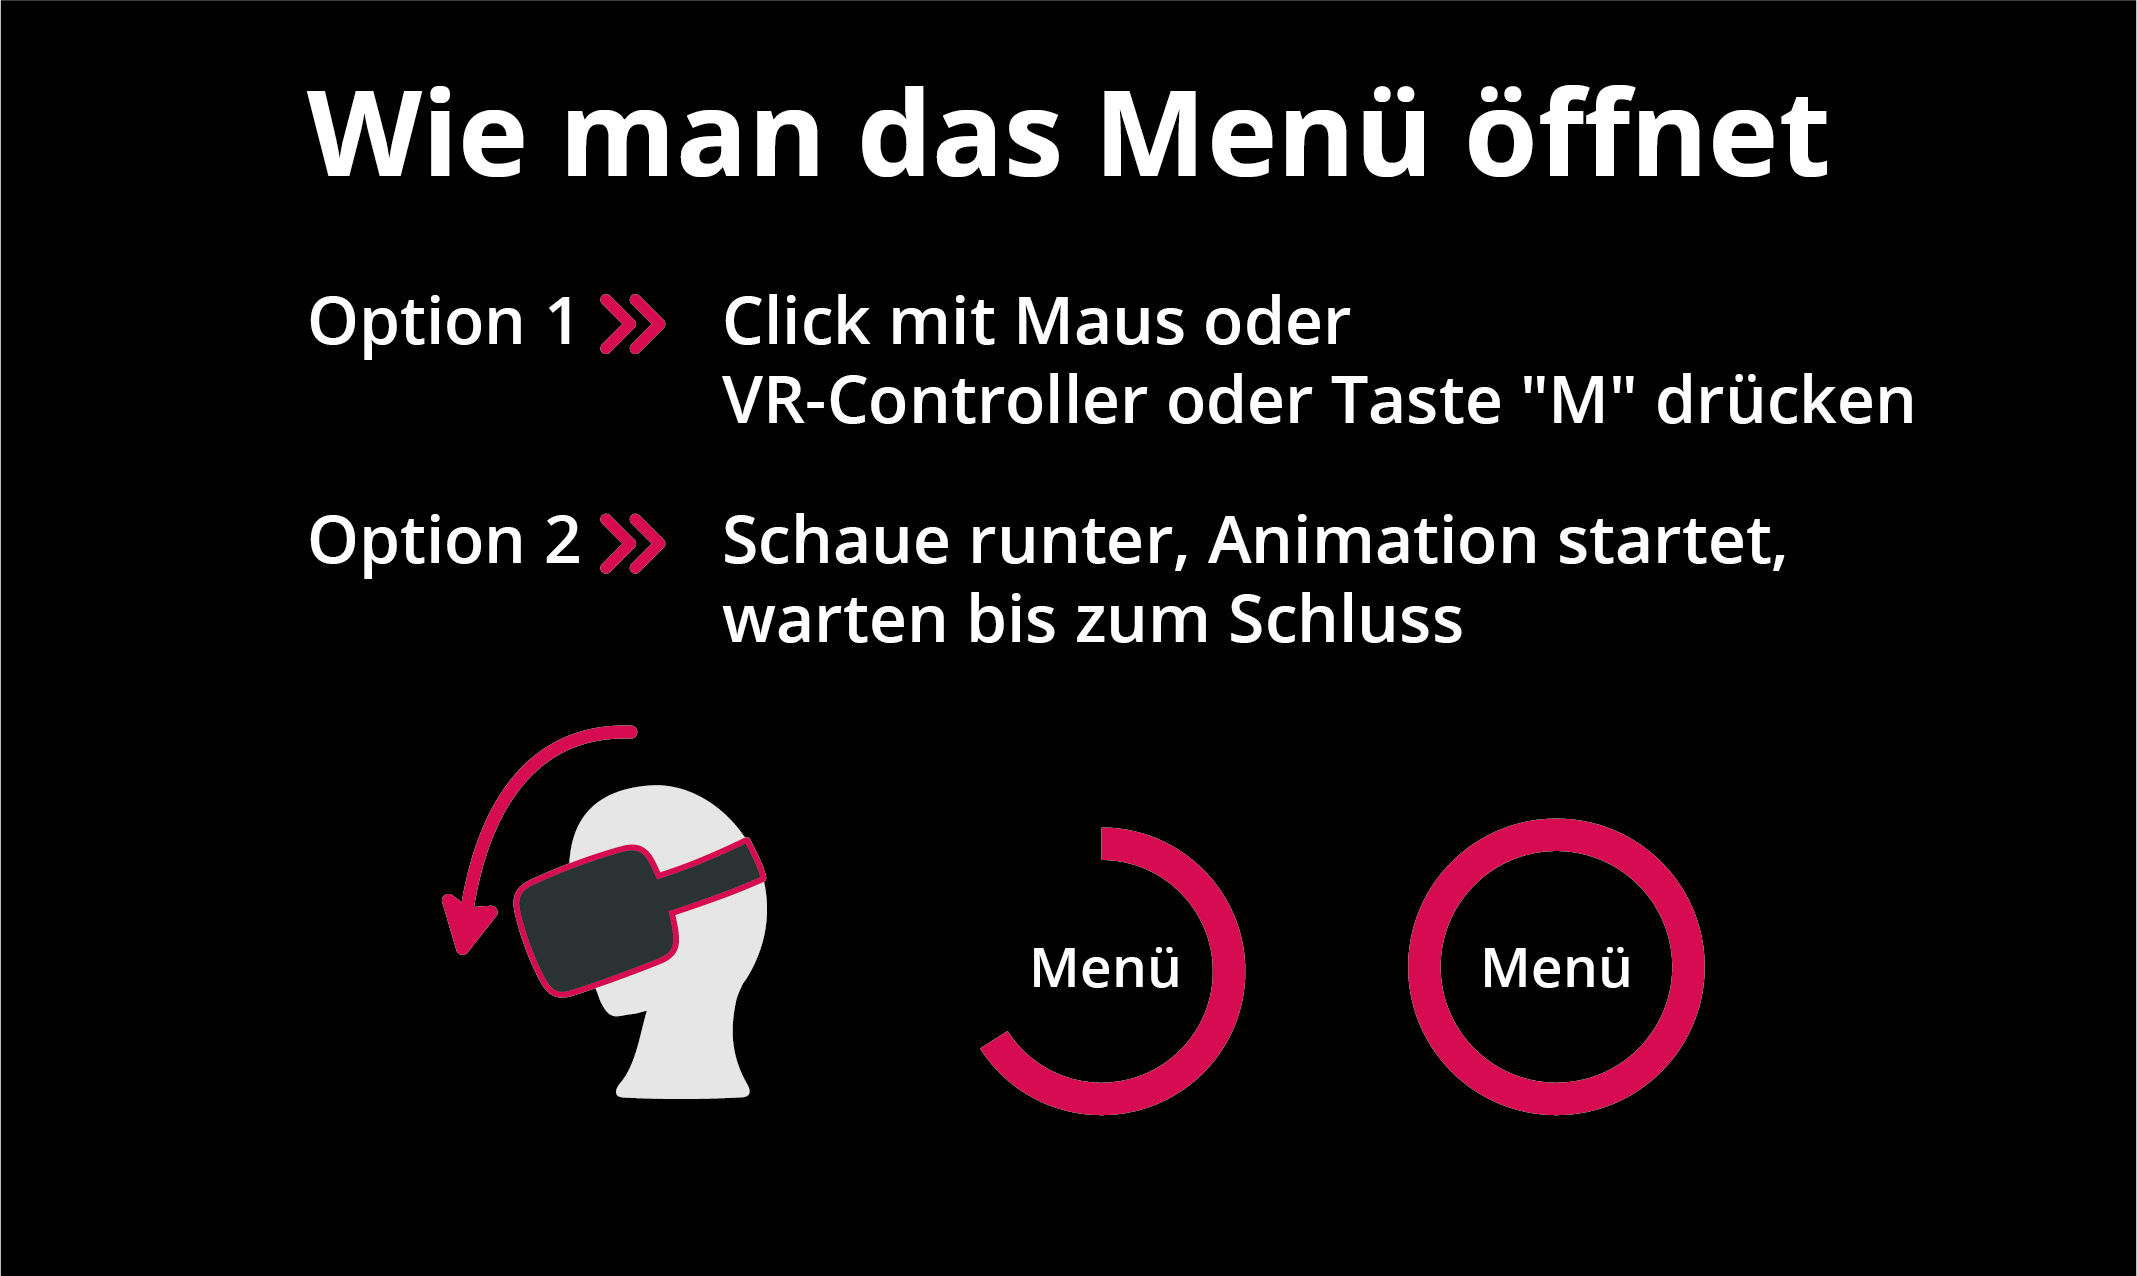 Wie man das Menü öffnet
Option 1 Click mit Maus oder
VR-Controller oder Taste "M" drücken
Option 2 Schaue runter, Animation startet,
warten bis zum Schluss
Menü
Menü